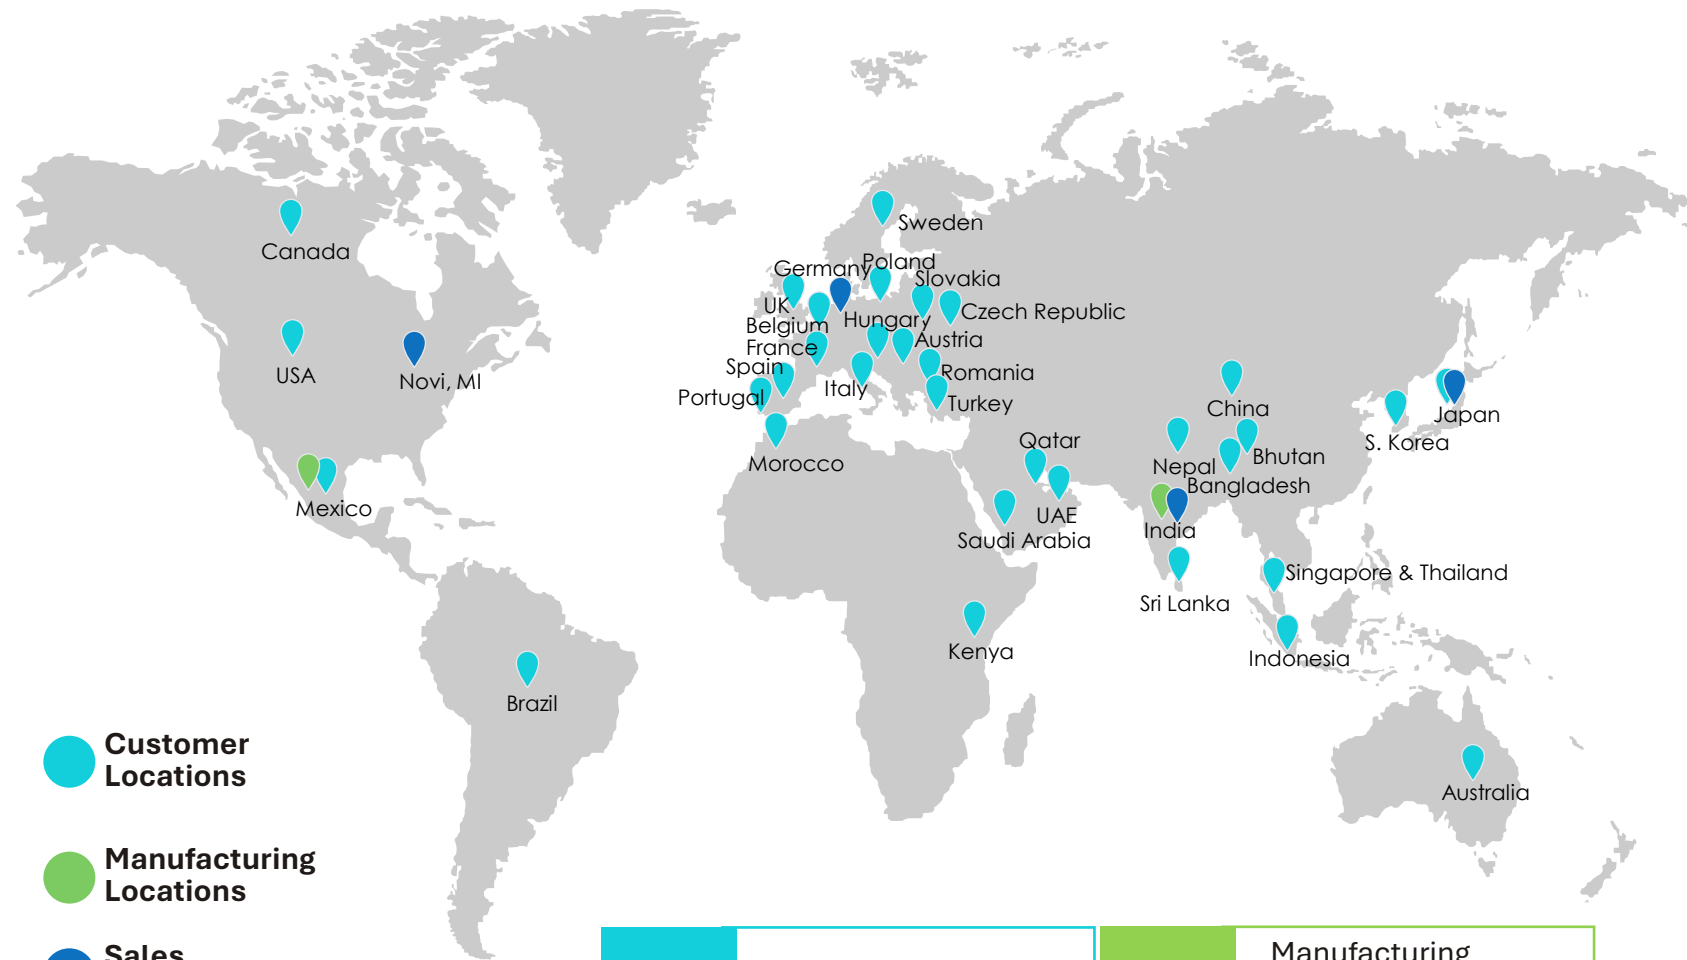 Sweden
Canada
Poland
Germany
Slovakia
UK
Czech Republic
Hungary
Belgium
Austria
France
USA
Novi, MI
Spain
Romania
Italy
Portugal
Turkey
China
Japan
Qatar
S. Korea
Morocco
Bhutan
Nepal
Bangladesh
Mexico
UAE
India
Saudi Arabia
Singapore & Thailand
Sri Lanka
Kenya
Indonesia
Brazil
Australia
Customer
Locations
Manufacturing
Locations
Sales
Manufacturing